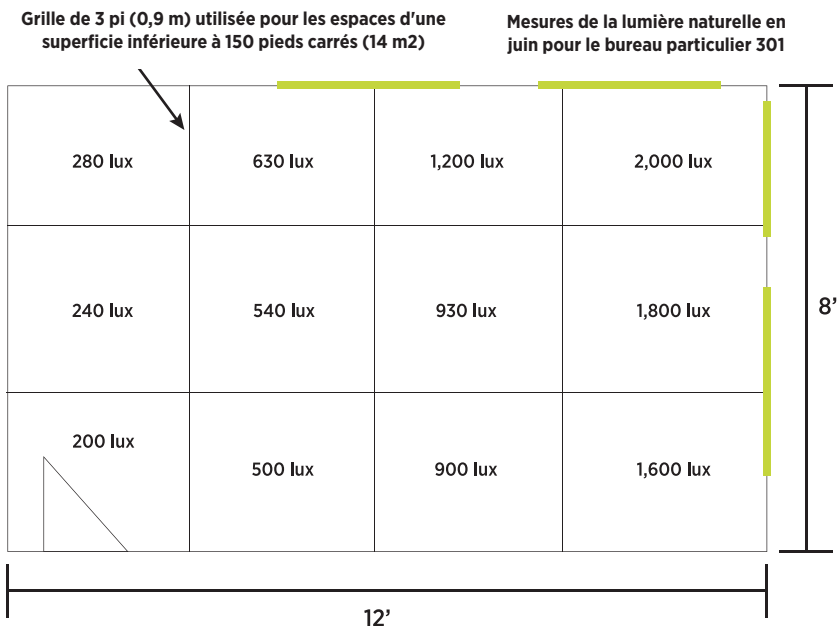 Grille de 3 pi (0,9 m) utilisée pour les espaces d'une
superficie inférieure à 150 pieds carrés (14 m2)
Mesures de la lumière naturelle en
juin pour le bureau particulier 301
280 lux
630 lux
1,200 lux
2,000 lux
240 lux
540 lux
930 lux
1,800 lux
8’
200 lux
500 lux
900 lux
1,600 lux
12’